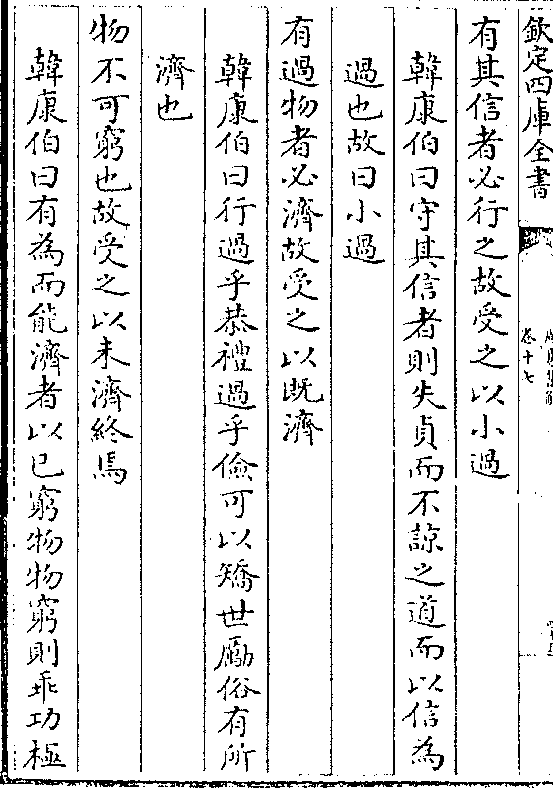 欽定四庫全書
卷十七
有其信者必行之故受之以小過
韓康伯曰守其信者則失貞而不諒之道而以信為
過也故曰小過
有過物者必濟故受之以既濟
韓康伯曰行過乎恭禮過乎儉可以矯世勵俗有所
濟也
物不可窮也故受之以未濟終焉
韓康伯曰有為而能濟者以已窮物物窮則乖功極